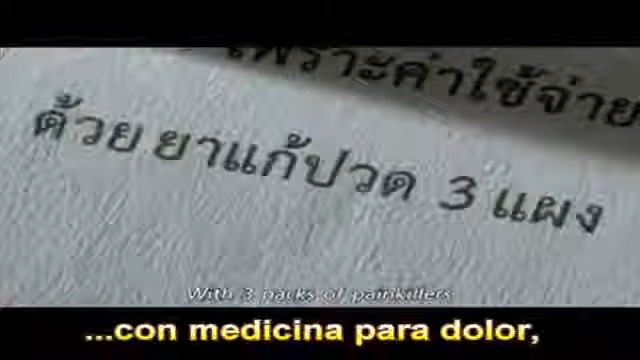 เพราะค่าใช้จ่าย
ด้วย ยาแก้ปวด 3 แผง
With 3 packs of painkillers
...con medicina para dolor,